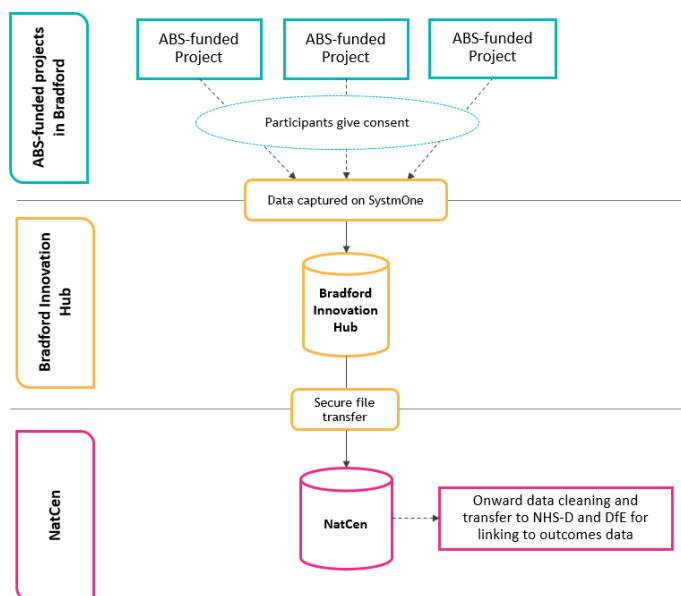 ABS-funded projects
in Bradford
ABS-funded
Project
ABS-funded
Project
ABS-funded
Project
Participants give consent
Data captured on SystmOne
Bradford Innovation
Hub
Bradford
Innovation
Hub
Secure file
transfer
NatCen
NatCen
Onward data cleaning and
transfer to NHS-D and DfE for
linking to outcomes data